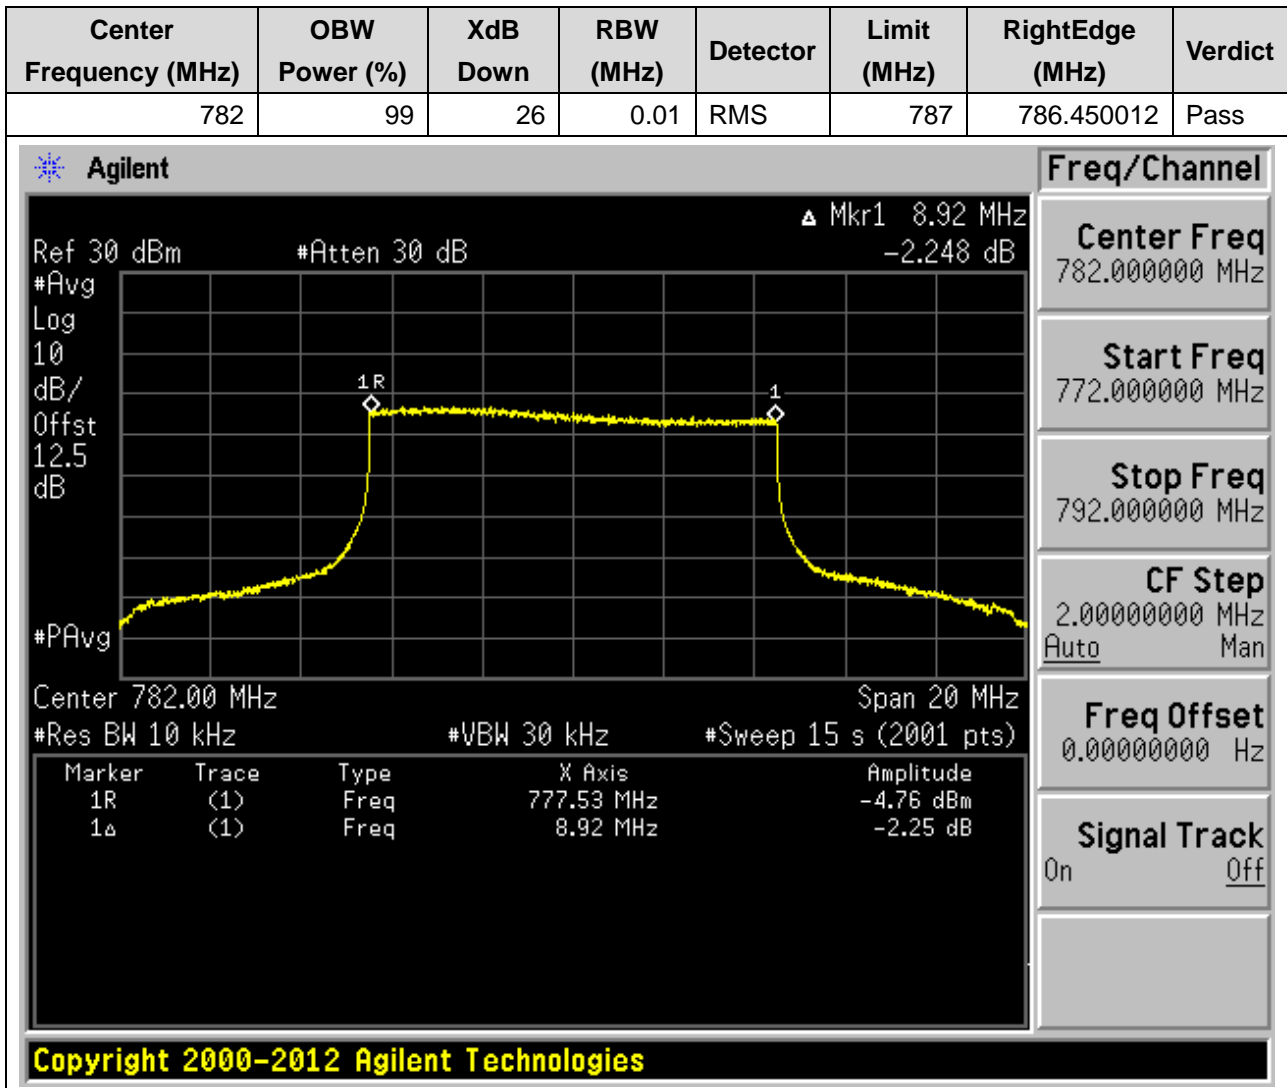 Center Frequency (MHz) OBW Power (%) XdB Down RBW (MHz) Detector Limit (MHz) RightEdge (MHz) Verdict
782 99 26 0.01 RMS 787 786.450012 Pass
Agilent
Freq/Channel
Δ Mkr1 8.92 MHz
Ref 30 dBm #Atten 30 dB -2.248 dB
#Avg
Log
10
dB/
Offst
12.5
dB
1R
1
#PAvg
Center 782.00 MHz Span 20 MHz
#Res BW 10 kHz #VBW 30 kHz #Sweep 15 s (2001 pts)
Marker Trace Type X Axis Amplitude
1R (1) Freq 777.53 MHz -4.76 dBm
1Δ (1) Freq 8.92 MHz -2.25 dB
Center Freq
782.000000 MHz
Start Freq
772.000000 MHz
Stop Freq
792.000000 MHz
CF Step
2.00000000 MHz
Auto Man
Freq Offset
0.00000000 Hz
Signal Track
On Off
Copyright 2000-2012 Agilent Technologies